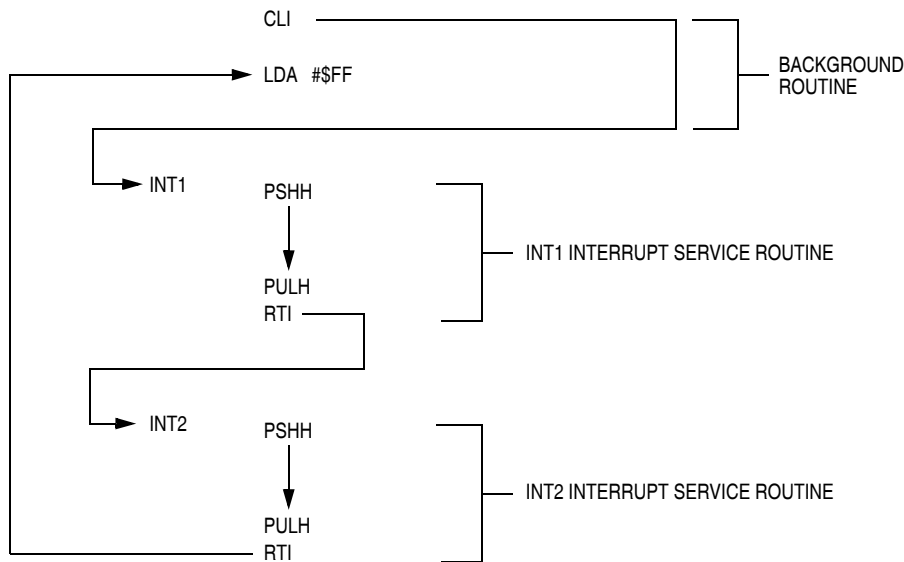 CLI
LDA #$FF
BACKGROUND
ROUTINE
INT1
PSHH
INT1 INTERRUPT SERVICE ROUTINE
PULH
RTI
INT2
PSHH
INT2 INTERRUPT SERVICE ROUTINE
PULH
RTI